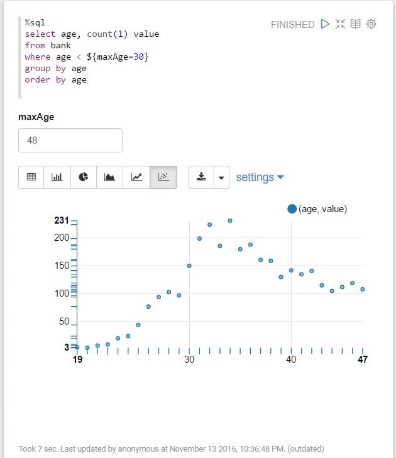 %sql
FINISHED
select age, count(1) value
from bank
where age < ${maxAge=30}
group by age
order by age
maxAge
48
settings
(age, value)
231
200
150
100
50
3
19
30
40
47
Took 7 sec. Last updated by anonymous at November 13 2016, 10:36:48 PM. (outdated)